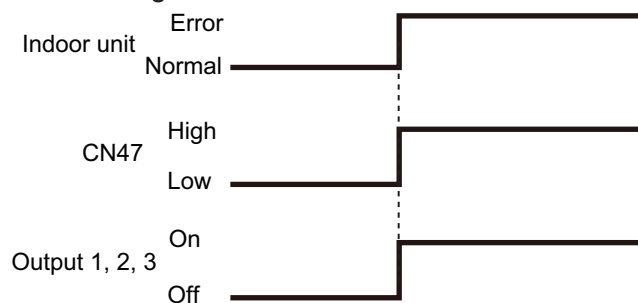 Error
Indoor unit
Normal
High
CN47
Low
On
Output 1, 2, 3
Off